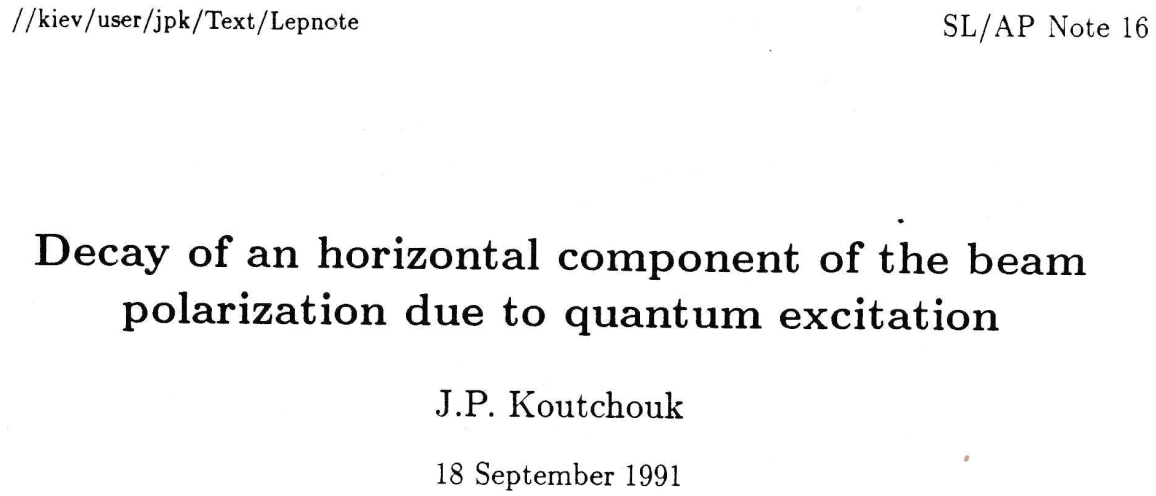 //kiev/user/jpk/Text/Lepnote
SL/AP Note 16
Decay of an horizontal component of the beam
polarization due to quantum excitation
J.P. Koutchouk
18 September 1991